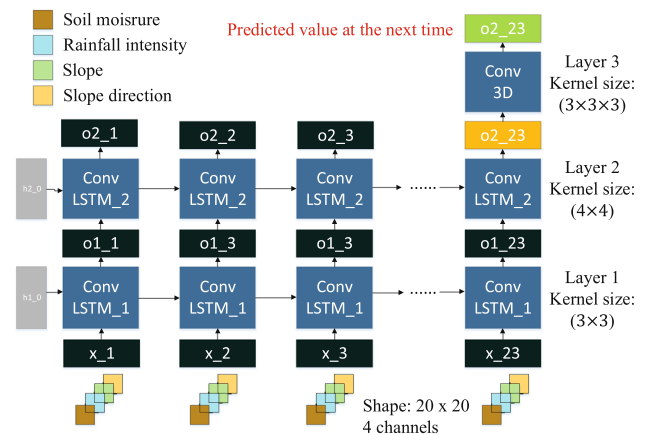 Soil moisrure
Rainfall intensity
Slope
Slope direction
Predicted value at the next time
o2_23
Conv
3D
Layer 3
Kernel size:
(3×3×3)
o2_1
o2_2
o2_3
o2_23
h2_0
Conv
LSTM_2
Conv
LSTM_2
Conv
LSTM_2
......
Conv
LSTM_2
Layer 2
Kernel size:
(4×4)
o1_1
o1_3
o1_3
o1_23
h1_0
Conv
LSTM_1
Conv
LSTM_1
Conv
LSTM_1
......
Conv
LSTM_1
Layer 1
Kernel size:
(3×3)
x_1
x_2
x_3
x_23
Shape: 20 x 20
4 channels